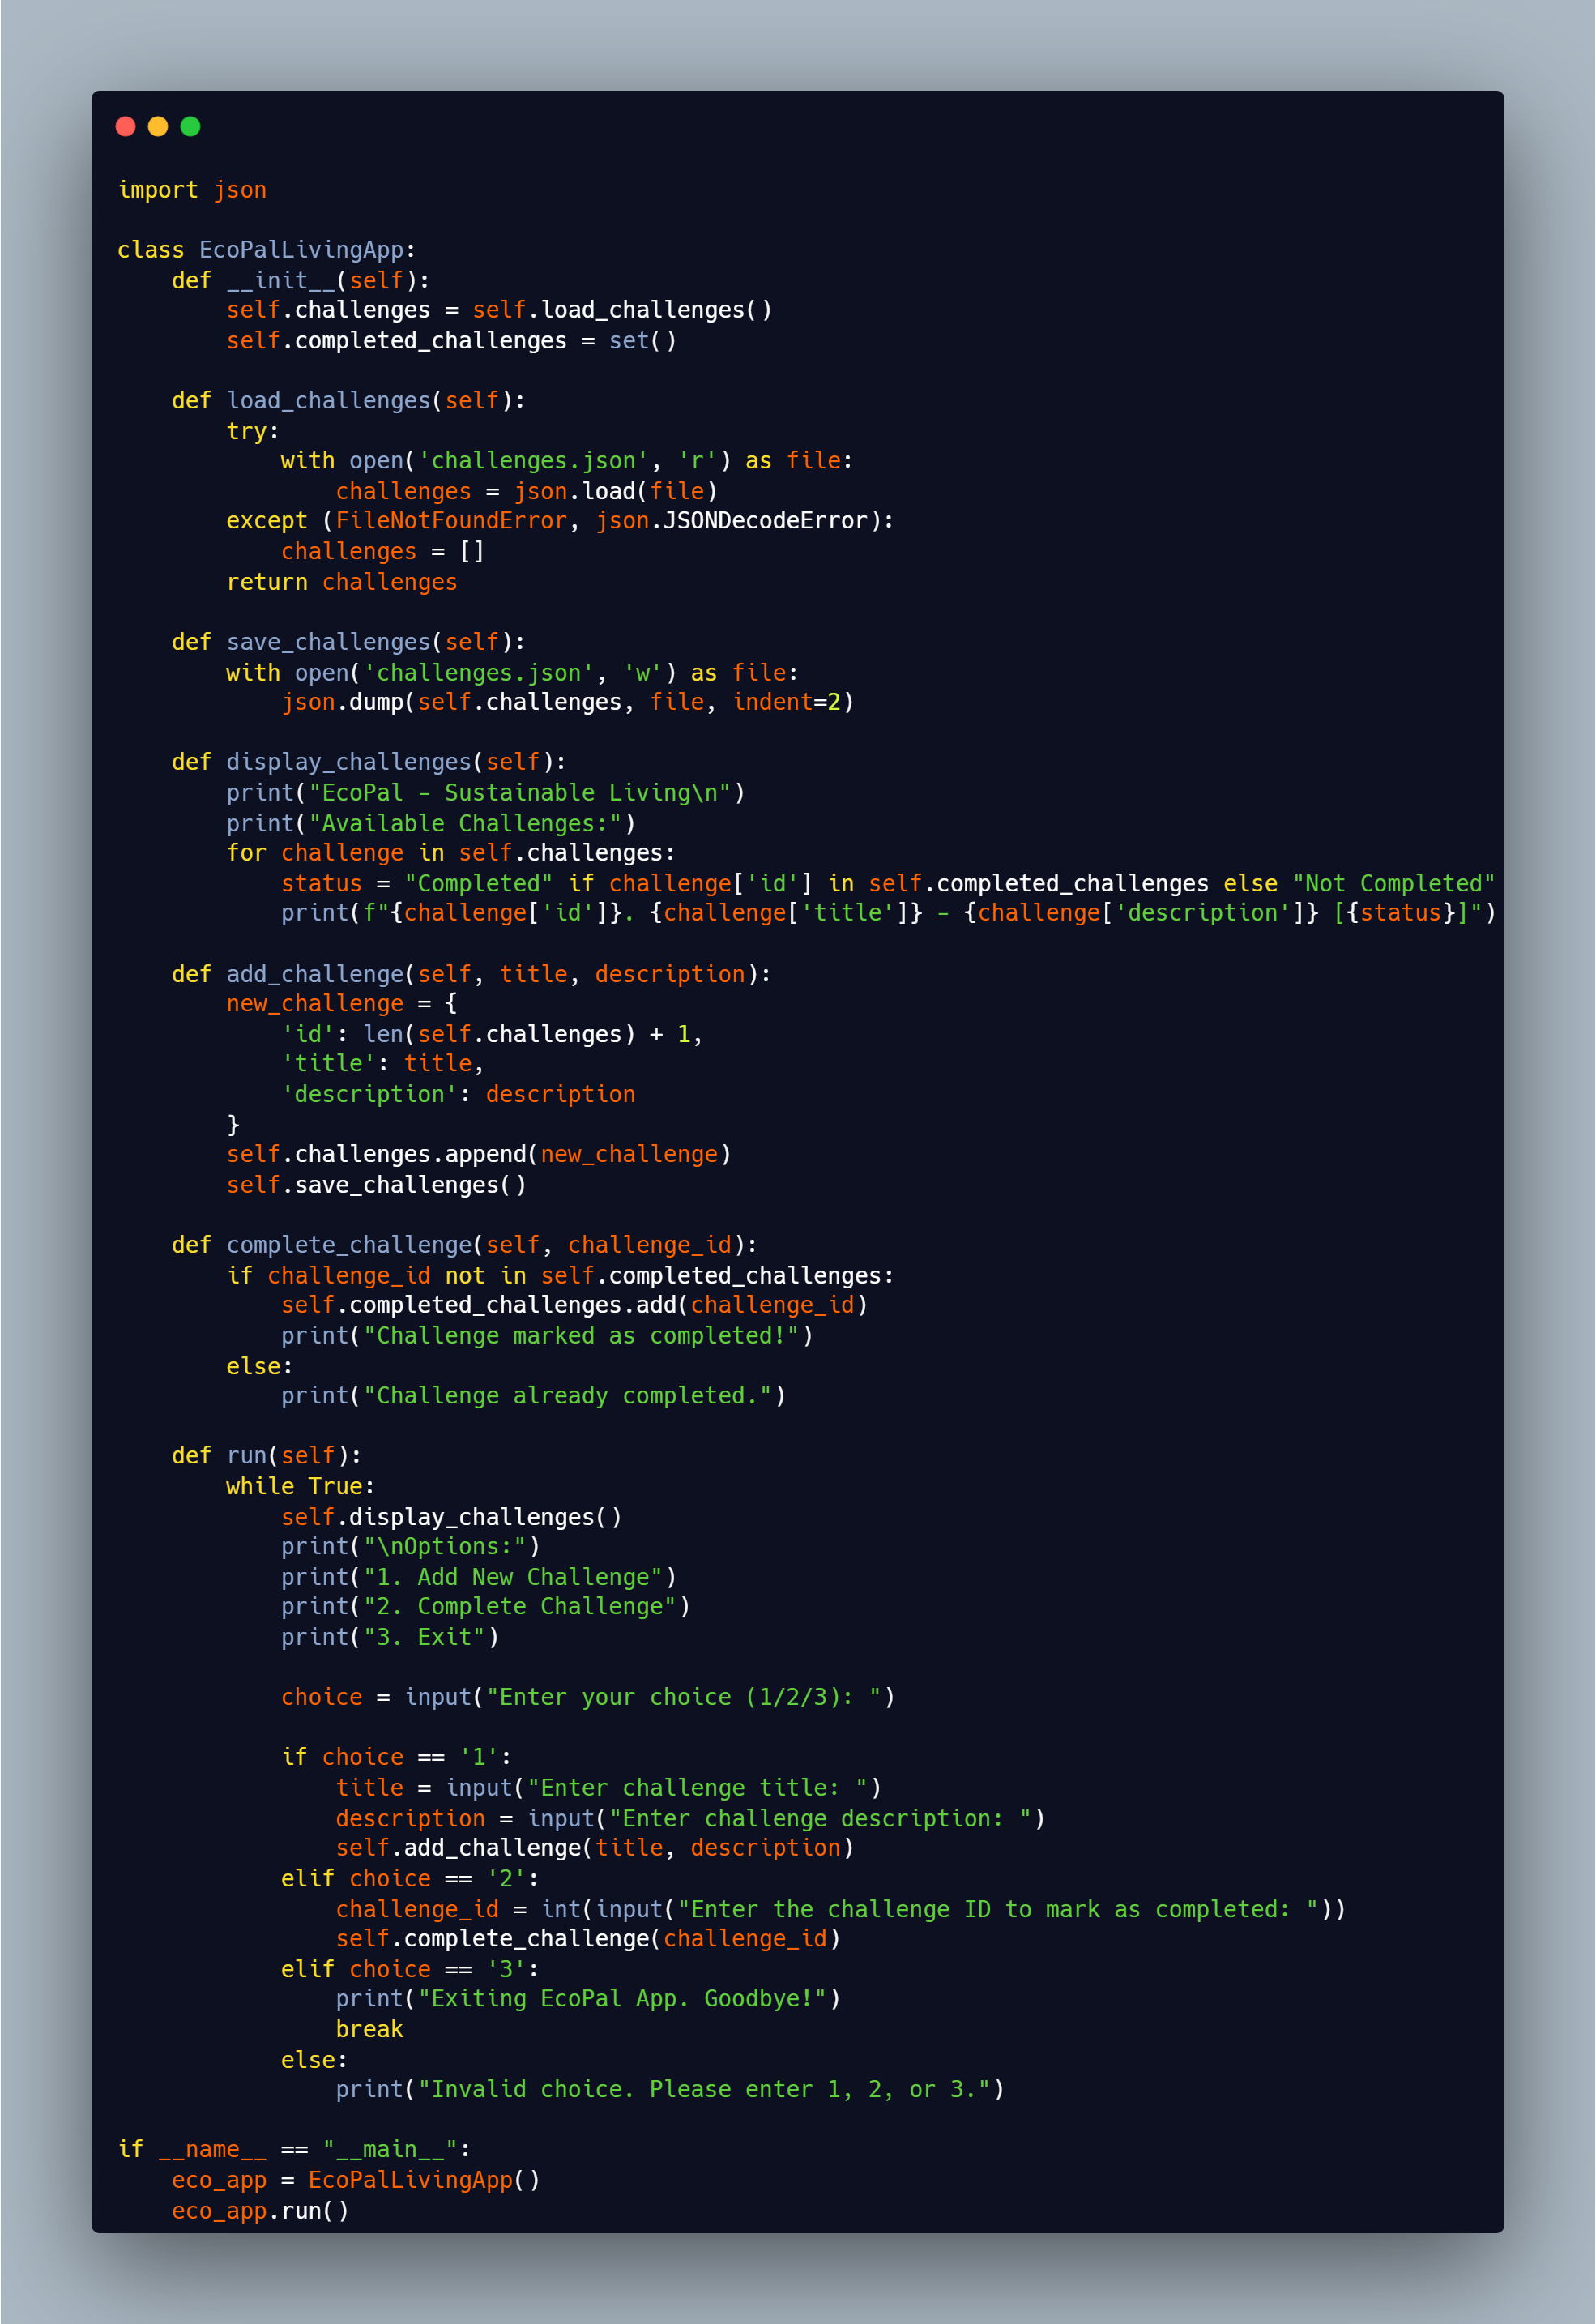 import json

class EcoPalLivingApp:
    def __init__(self):
        self.challenges = self.load_challenges()
        self.completed_challenges = set()

    def load_challenges(self):
        try:
            with open('challenges.json', 'r') as file:
                challenges = json.load(file)
        except (FileNotFoundError, json.JSONDecodeError):
            challenges = []
        return challenges

    def save_challenges(self):
        with open('challenges.json', 'w') as file:
            json.dump(self.challenges, file, indent=2)

    def display_challenges(self):
        print("EcoPal - Sustainable Living\n")
        print("Available Challenges:")
        for challenge in self.challenges:
            status = "Completed" if challenge['id'] in self.completed_challenges else "Not Completed"
            print(f"{challenge['id']}. {challenge['title']} - {challenge['description']} [{status}]")

    def add_challenge(self, title, description):
        new_challenge = {
            'id': len(self.challenges) + 1,
            'title': title,
            'description': description
        }
        self.challenges.append(new_challenge)
        self.save_challenges()

    def complete_challenge(self, challenge_id):
        if challenge_id not in self.completed_challenges:
            self.completed_challenges.add(challenge_id)
            print("Challenge marked as completed!")
        else:
            print("Challenge already completed.")

    def run(self):
        while True:
            self.display_challenges()
            print("\nOptions:")
            print("1. Add New Challenge")
            print("2. Complete Challenge")
            print("3. Exit")

            choice = input("Enter your choice (1/2/3): ")

            if choice == '1':
                title = input("Enter challenge title: ")
                description = input("Enter challenge description: ")
                self.add_challenge(title, description)
            elif choice == '2':
                challenge_id = int(input("Enter the challenge ID to mark as completed: "))
                self.complete_challenge(challenge_id)
            elif choice == '3':
                print("Exiting EcoPal App. Goodbye!")
                break
            else:
                print("Invalid choice. Please enter 1, 2, or 3.")

if __name__ == "__main__":
    eco_app = EcoPalLivingApp()
    eco_app.run()